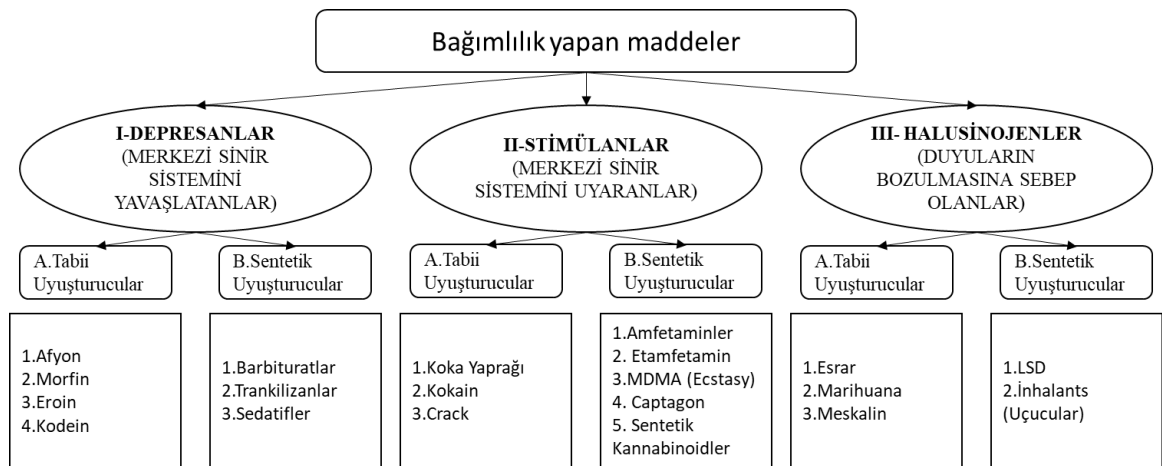 Bağımlılık yapan maddeler
I-DEPRESANLAR
(MERKEZİ SİNİR
SİSTEMİNİ
YAVAŞLATANLAR)
II-STİMÜLANLAR
(MERKEZİ SİNİR
SİSTEMİNİ UYARANLAR)
III- HALUSİNOJENLER
(DUYULARIN
BOZULMASINA SEBEP
OLANLAR)
A.Tabii
Uyuşturucular
B.Sentetik
Uyuşturucular
A.Tabii
Uyuşturucular
B.Sentetik
Uyuşturucular
A.Tabii
Uyuşturucular
B.Sentetik
Uyuşturucular
1.Afyon
2.Morfin
3.Eroin
4.Kodein
1.Barbituratlar
2.Trankilizanlar
3.Sedatifler
1.Koka Yaprağı
2.Kokain
3.Crack
1.Amfetaminler
2. Etamfetamin
3.MDMA (Ecstasy)
4. Captagon
5. Sentetik
Kannabinoidler
1.Esrar
2.Marihuana
3.Meskalin
1.LSD
2.İnhalants
(Uçucular)